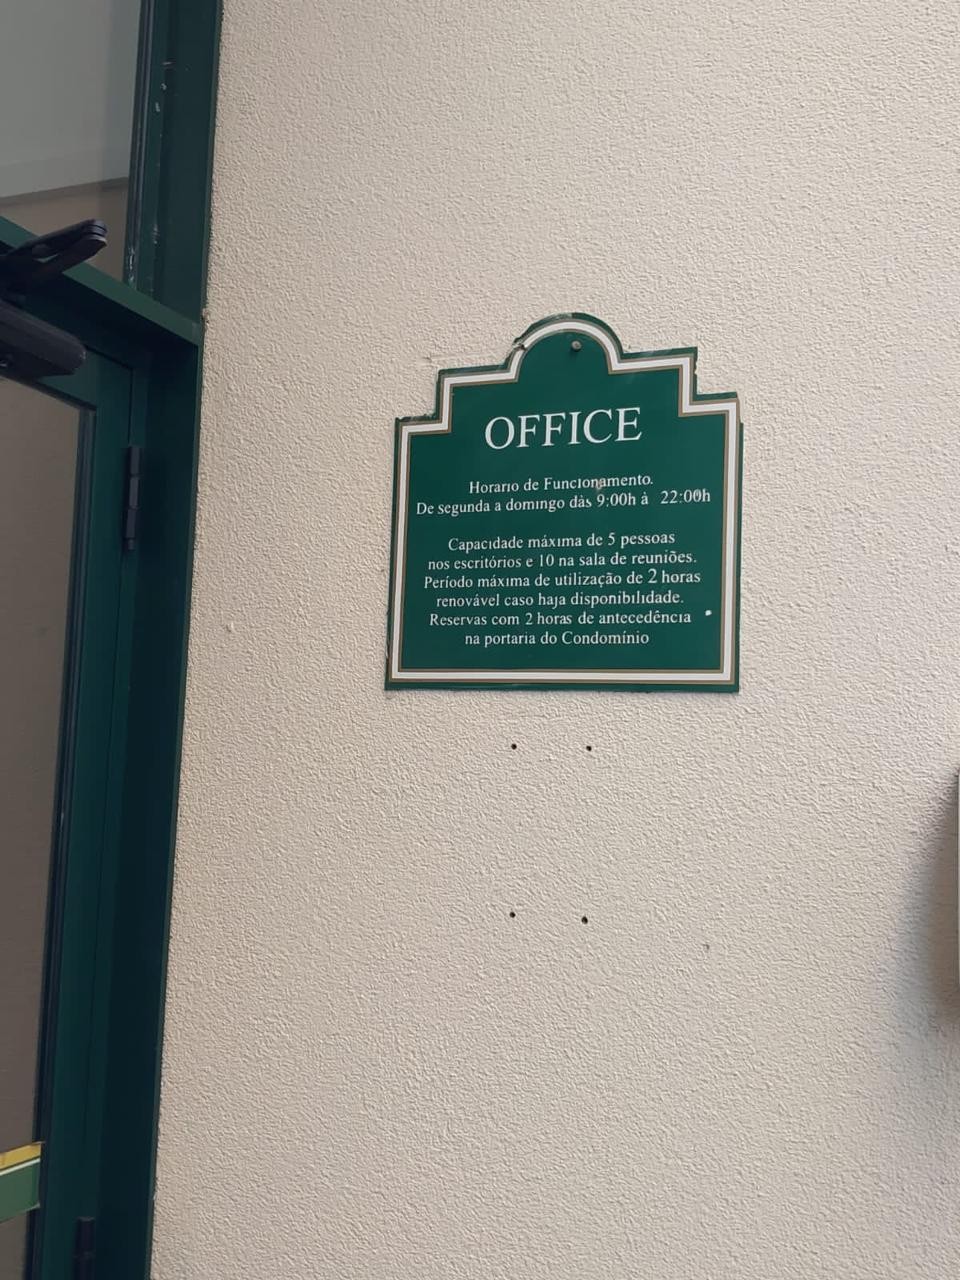 OFFICE
Horario de Funcionamento.
De segunda a domingo dàs 9:00h à 22:00h
Capacidade máxima de 5 pessoas
nos escritórios e 10 na sala de reuniões.
Período máxima de utilização de 2 horas
renovável caso haja disponibilidade.
Reservas com 2 horas de antecedência
na portaria do Condomínio